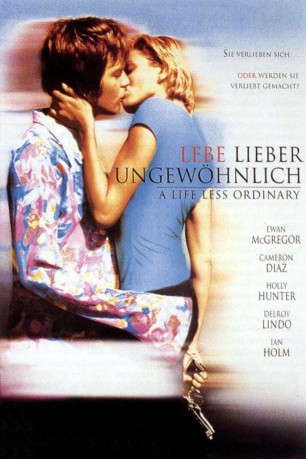 SIE VERLIEBEN SICH...
ODER WERDEN SIE
VERLIEBT GEMACHT?
LEBE LIEBER
UNGEWÖHNLICH
A LIFE LESS ORDINARY
EWAN
MCGREGOR
CAMERON
DIAZ
HOLLY
HUNTER
DELROY
LINDO
IAN
HOLM